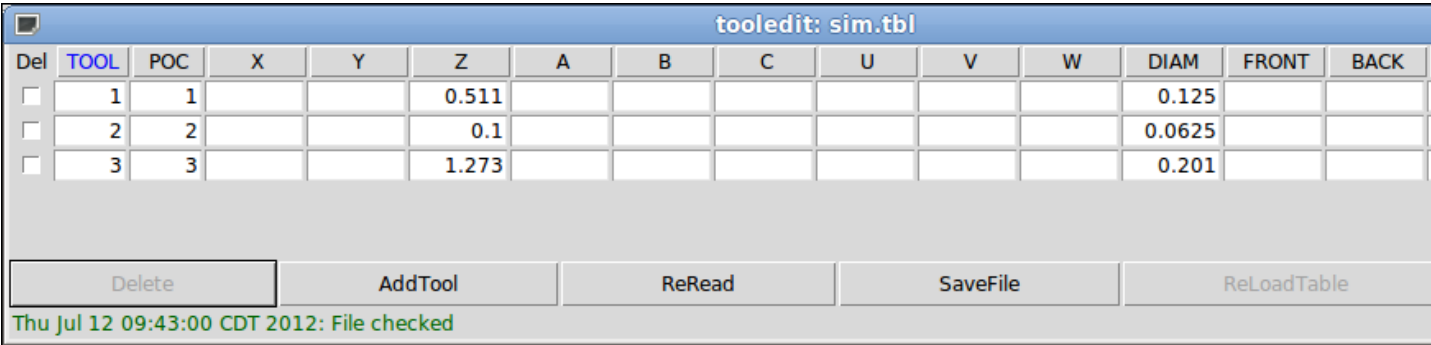 tooledit: sim.tbl
Del TOOL POC X Y Z A B C U V W DIAM FRONT BACK
1 1 0.511 0.125
2 2 0.1 0.0625
3 3 1.273 0.201
Delete AddTool ReRead SaveFile ReLoadTable
Thu Jul 12 09:43:00 CDT 2012: File checked